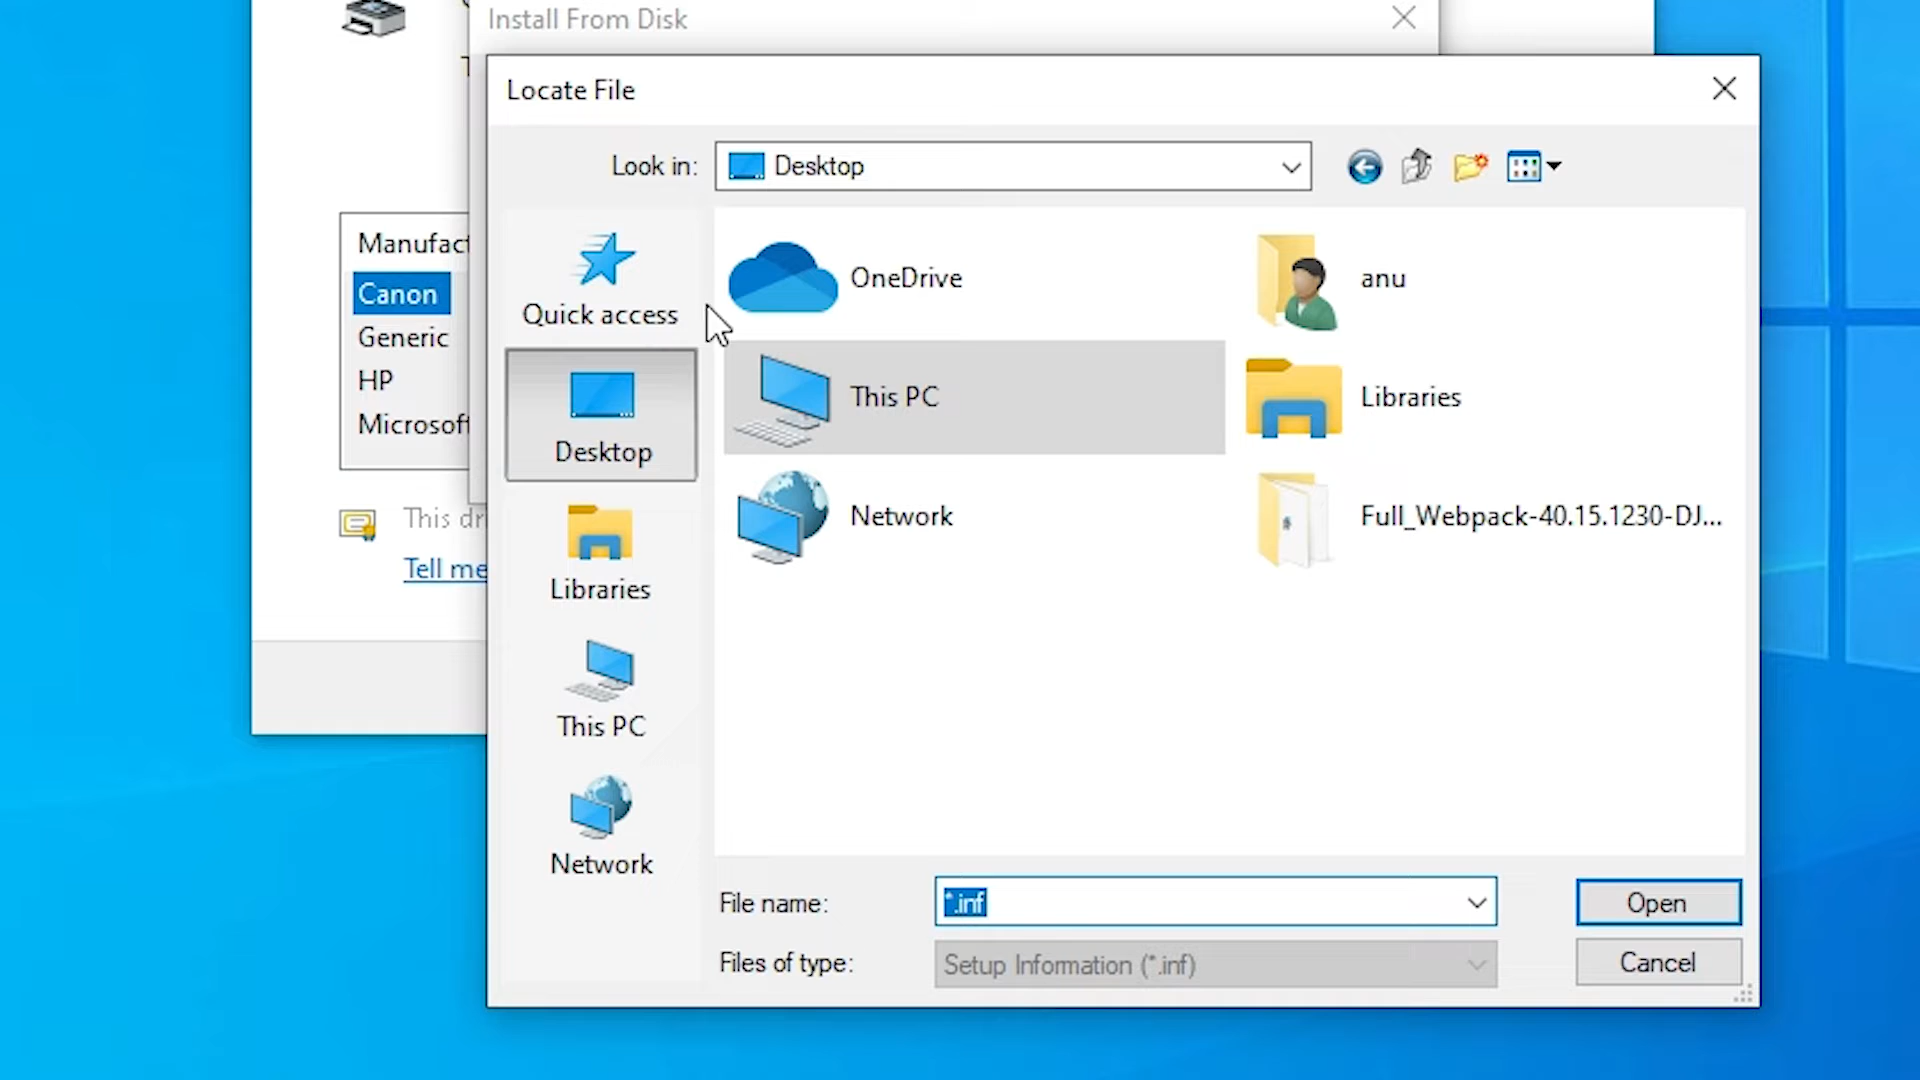 Install From Disk
Locate File
Look in:
Desktop
Quick access
Desktop
Libraries
This PC
Network
OneDrive
anu
This PC
Libraries
Network
Full_Webpack-40.15.1230-DJ...
File name:
*.inf
Open
Files of type:
Setup Information (*.inf)
Cancel
Manufact
Canon
Generic
HP
Microsoft
This dri
Tell me